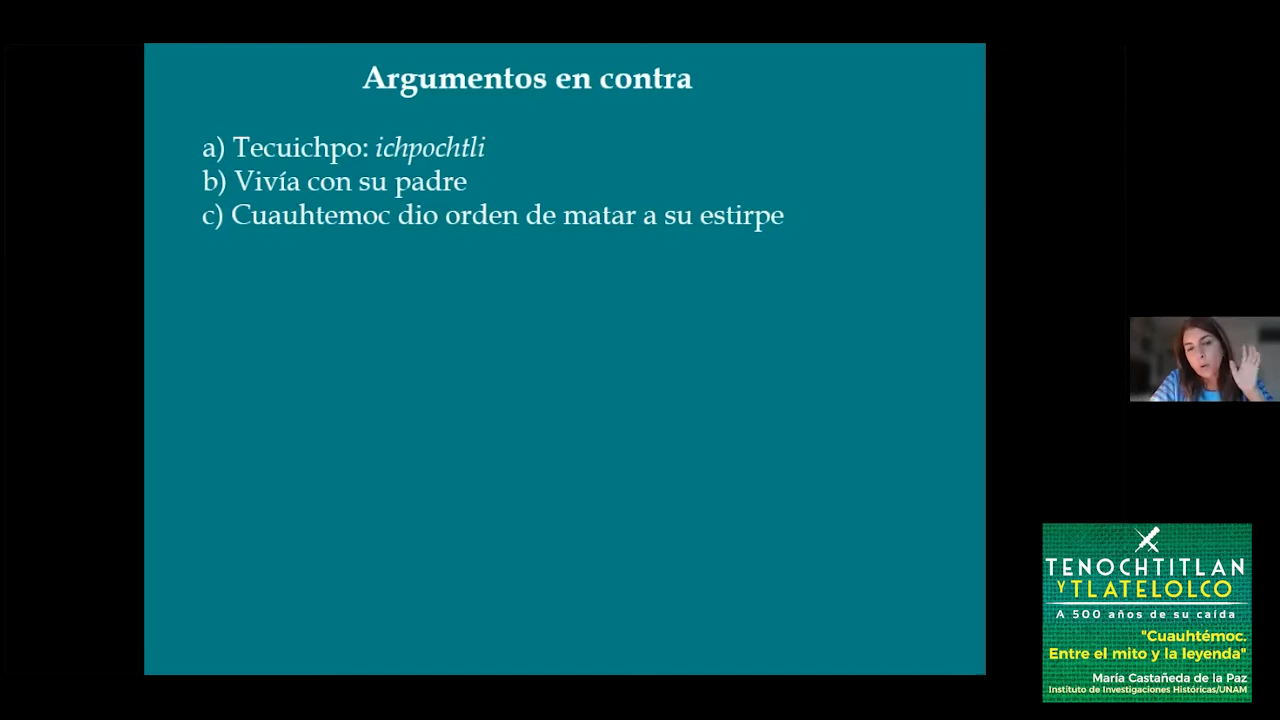 Argumentos en contra
a) Tecuichpo: ichpochtli
b) Vivía con su padre
c) Cuauhtemoc dio orden de matar a su estirpe
TENOCHTITLAN
Y TLATELOLCO
A 500 años de su caída
"Cuauhtémoc.
Entre el mito y la leyenda"
María Castañeda de la Paz
Instituto de Investigaciones Históricas/UNAM